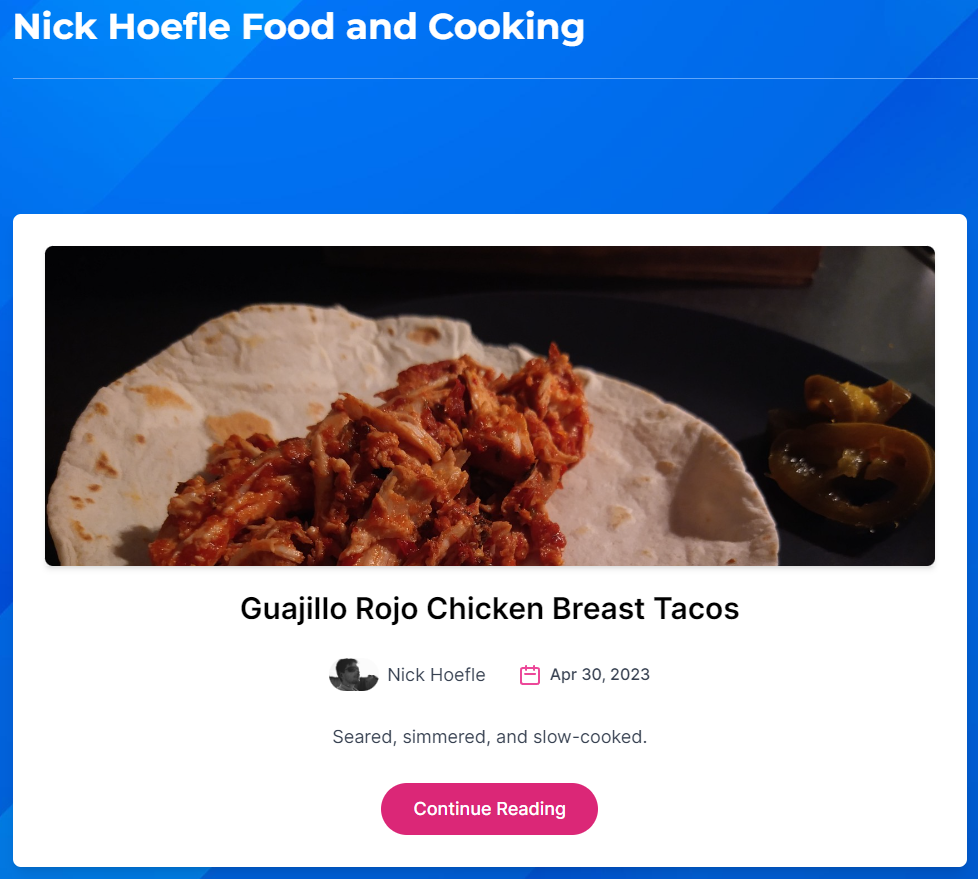 Nick Hoefle Food and Cooking
Guajillo Rojo Chicken Breast Tacos
Nick Hoefle Apr 30, 2023
Seared, simmered, and slow-cooked.
Continue Reading